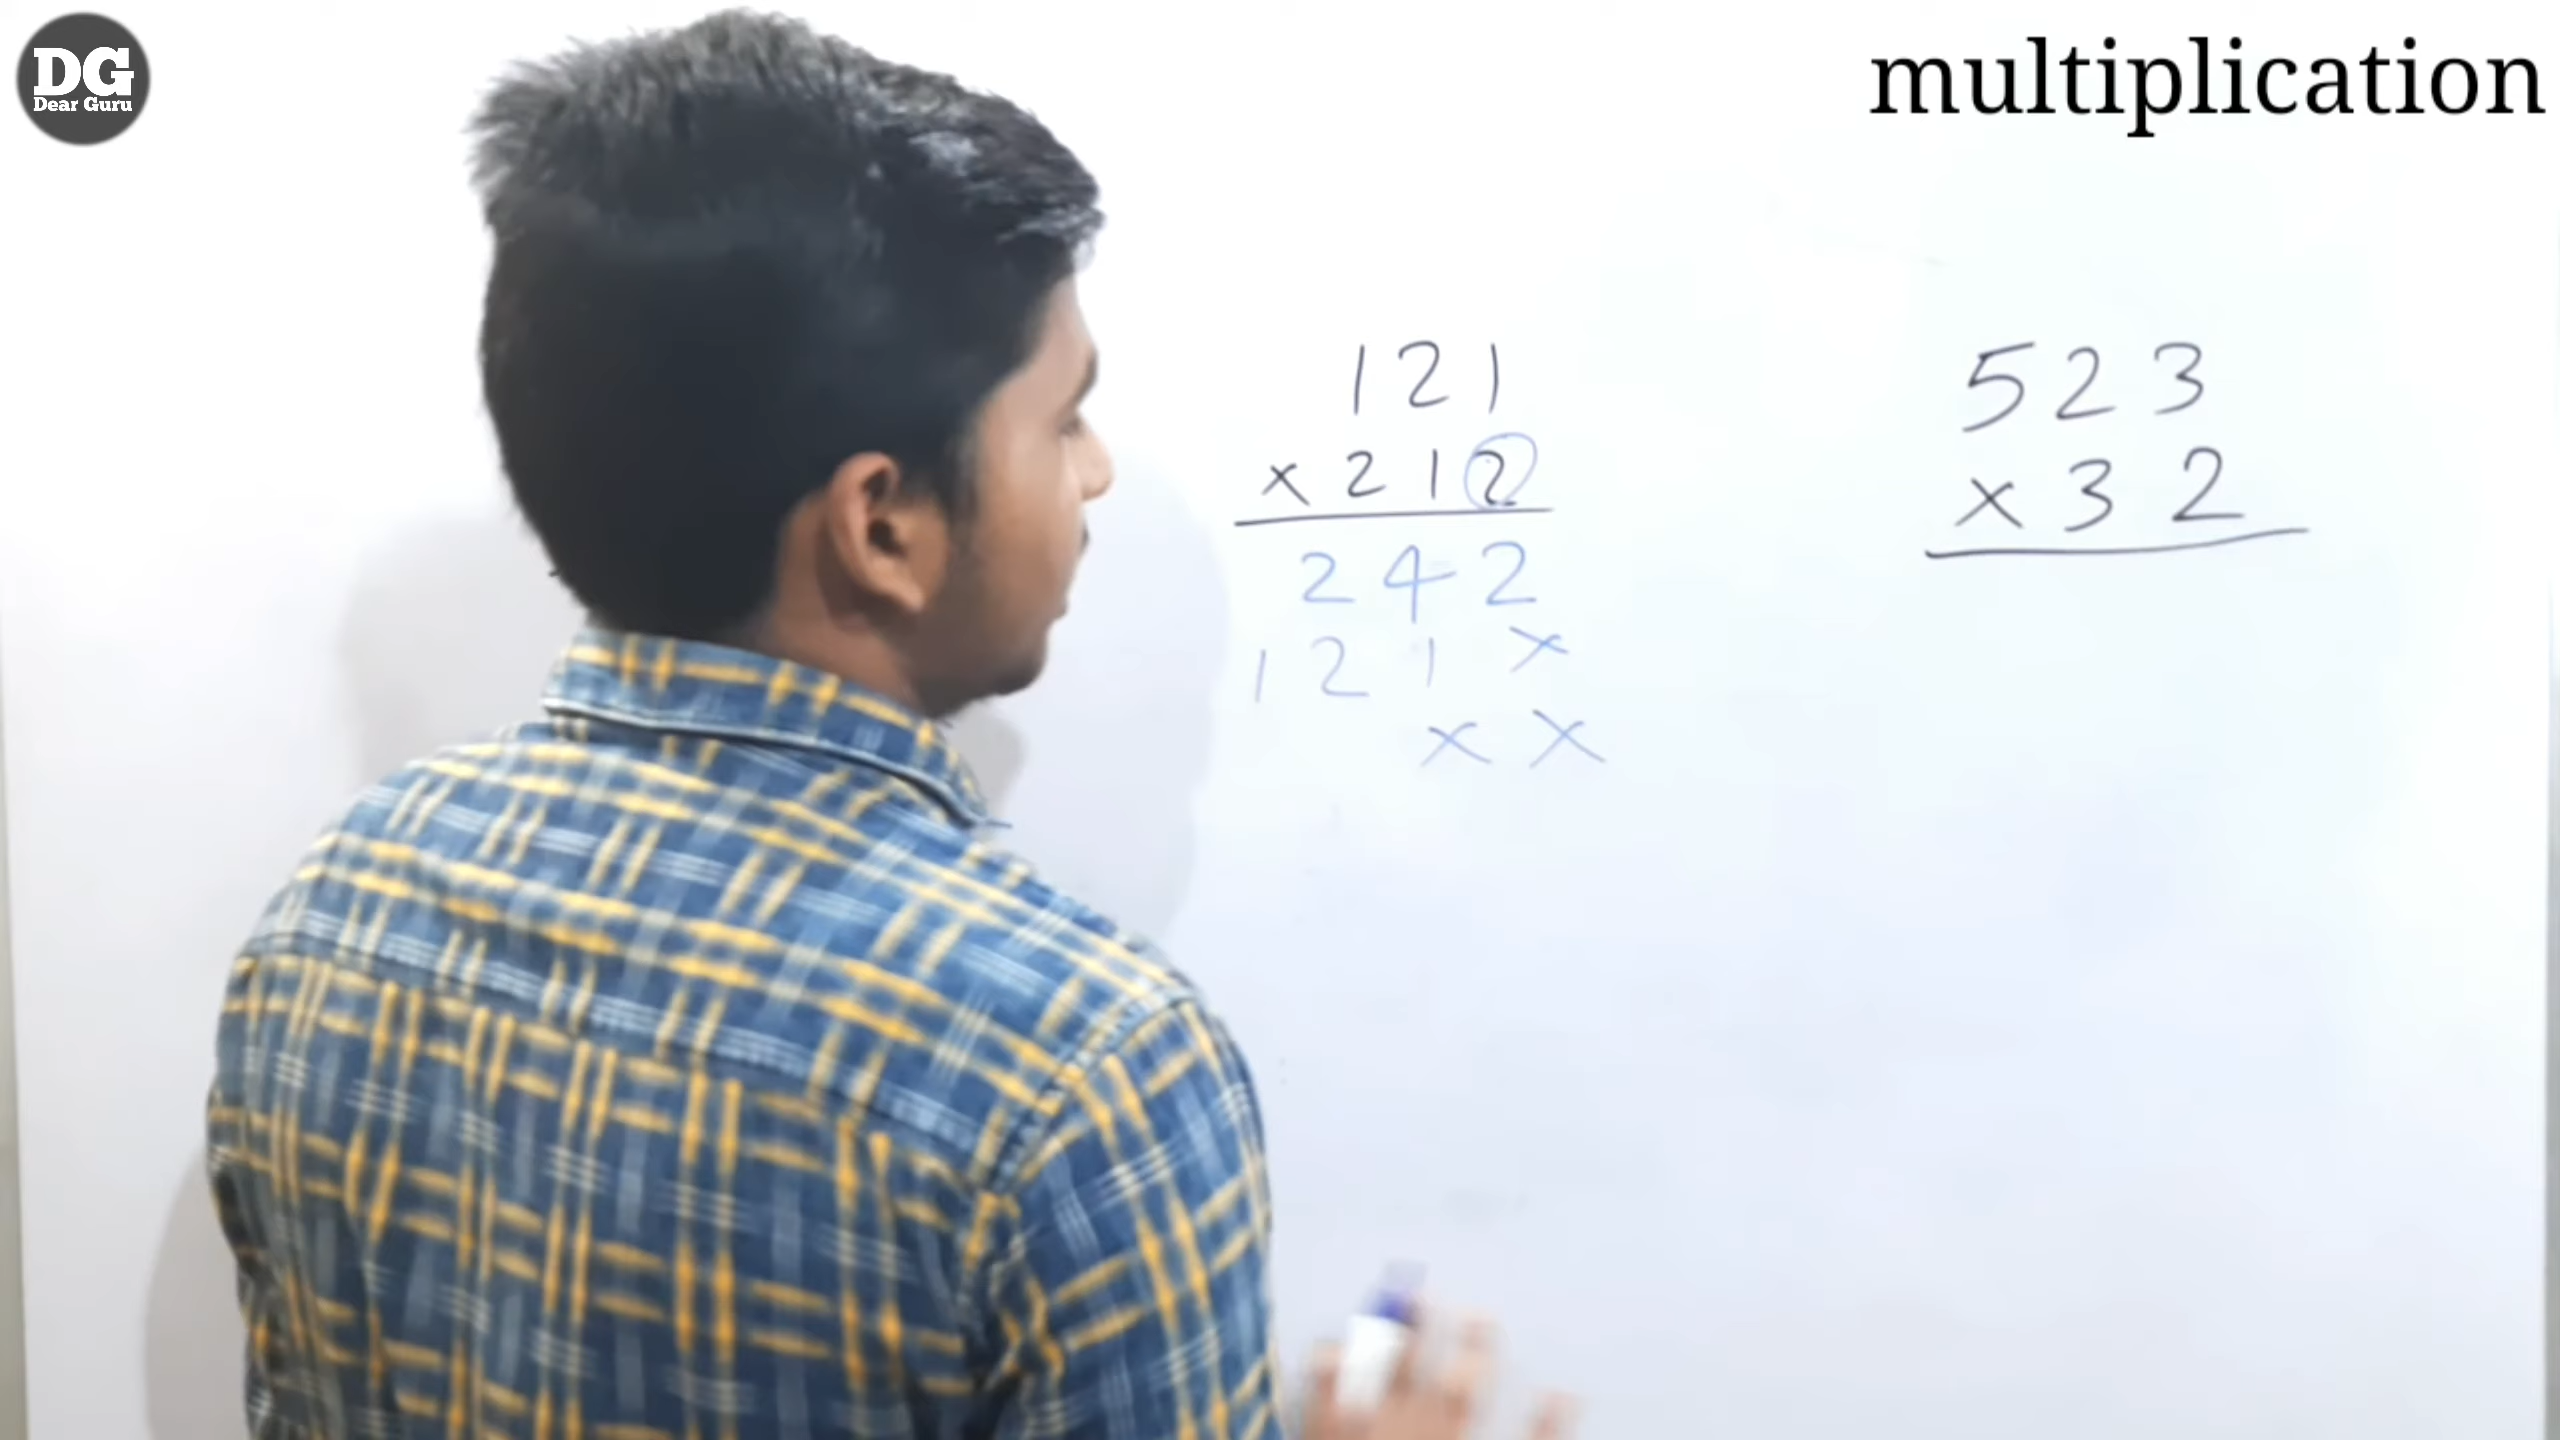 DG
Dear Guru
multiplication
121
× 212
242
121 ×
× ×
523
× 32